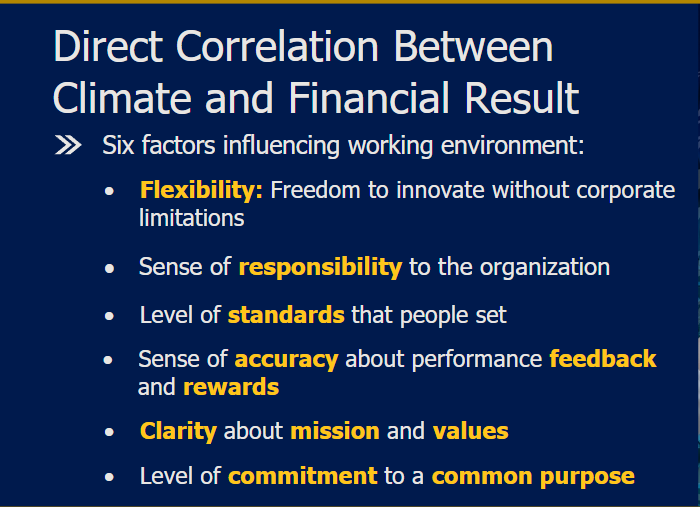 Direct Correlation Between
Climate and Financial Result
Six factors influencing working environment:
• Flexibility: Freedom to innovate without corporate
limitations
• Sense of responsibility to the organization
• Level of standards that people set
• Sense of accuracy about performance feedback
and rewards
• Clarity about mission and values
• Level of commitment to a common purpose